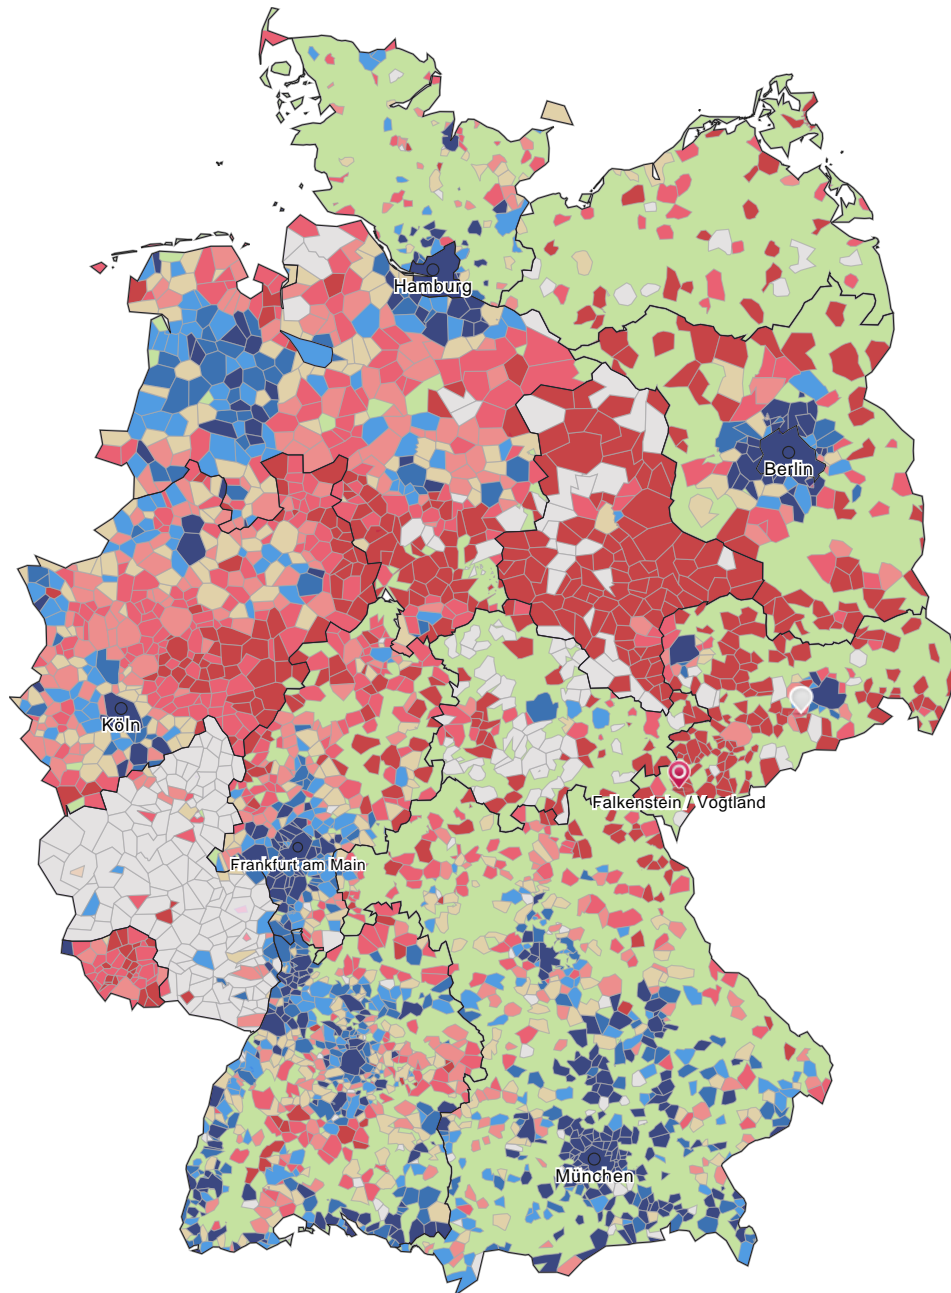 Hamburg
Berlin
Köln
Falkenstein / Vogtland
Frankfurt am Main
München